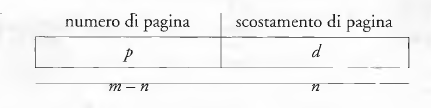 numero di pagina scostamento di pagina
p d
m – n n